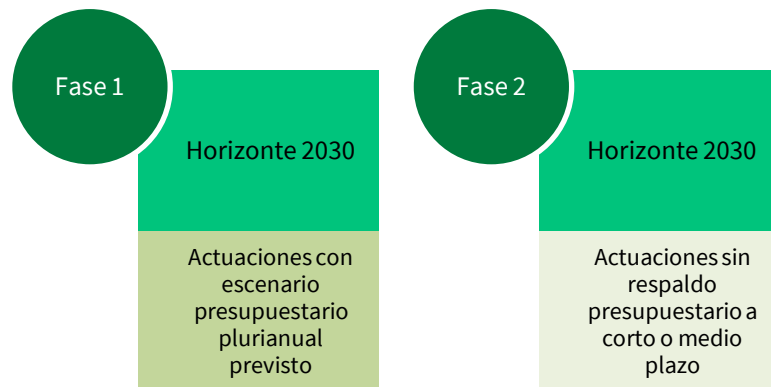 Fase 1
Horizonte 2030
Actuaciones con
escenario
presupuestario
plurianual
previsto
Fase 2
Horizonte 2030
Actuaciones sin
respaldo
presupuestario a
corto o medio
plazo